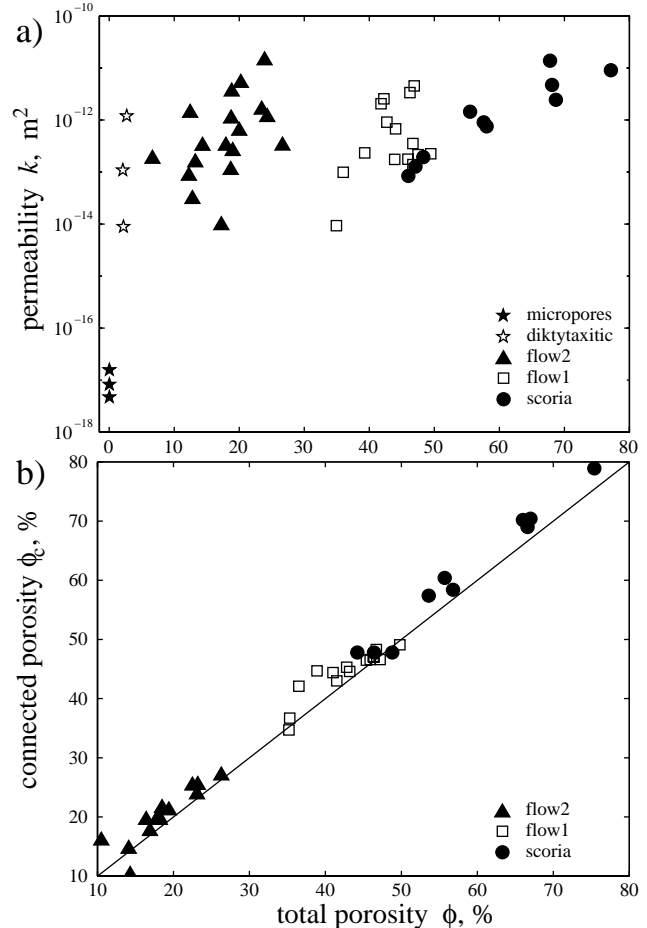 a)
permeability k, m²
10⁻¹⁰
10⁻¹²
10⁻¹⁴
10⁻¹⁶
10⁻¹⁸
micropores
diktytaxitic
flow2
flow1
scoria
0 10 20 30 40 50 60 70 80
b)
connected porosity ϕc, %
80
70
60
50
40
30
20
10
flow2
flow1
scoria
10 20 30 40 50 60 70 80
total porosity ϕ, %